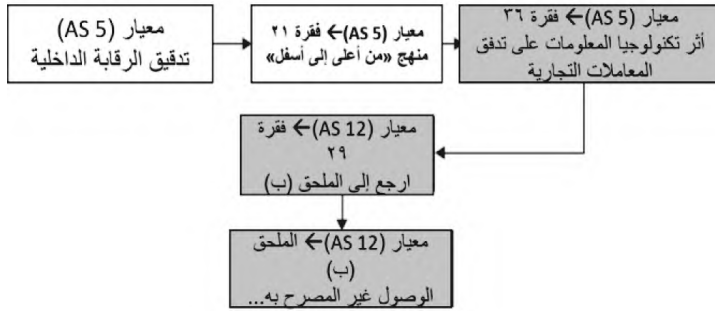 معيار (AS 5)
تدقيق الرقابة الداخلية
معيار (AS 5)← فقرة ٢١
منهج «من أعلى إلى أسفل»
معيار (AS 5)← فقرة ٣٦
أثر تكنولوجيا المعلومات على تدفق
المعاملات التجارية
معيار (AS 12)← فقرة
٢٩
ارجع إلى الملحق (ب)
معيار (AS 12)← الملحق
(ب)
الوصول غير المصرح به...